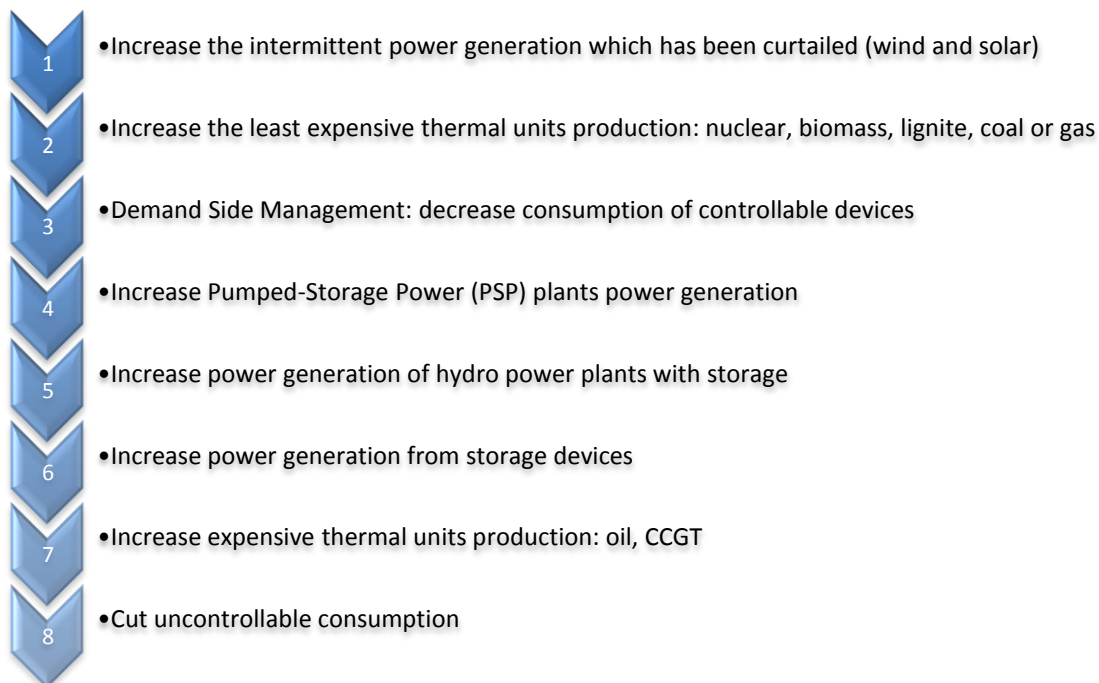 1 •Increase the intermittent power generation which has been curtailed (wind and solar)
2 •Increase the least expensive thermal units production: nuclear, biomass, lignite, coal or gas
3 •Demand Side Management: decrease consumption of controllable devices
4 •Increase Pumped-Storage Power (PSP) plants power generation
5 •Increase power generation of hydro power plants with storage
6 •Increase power generation from storage devices
7 •Increase expensive thermal units production: oil, CCGT
8 •Cut uncontrollable consumption